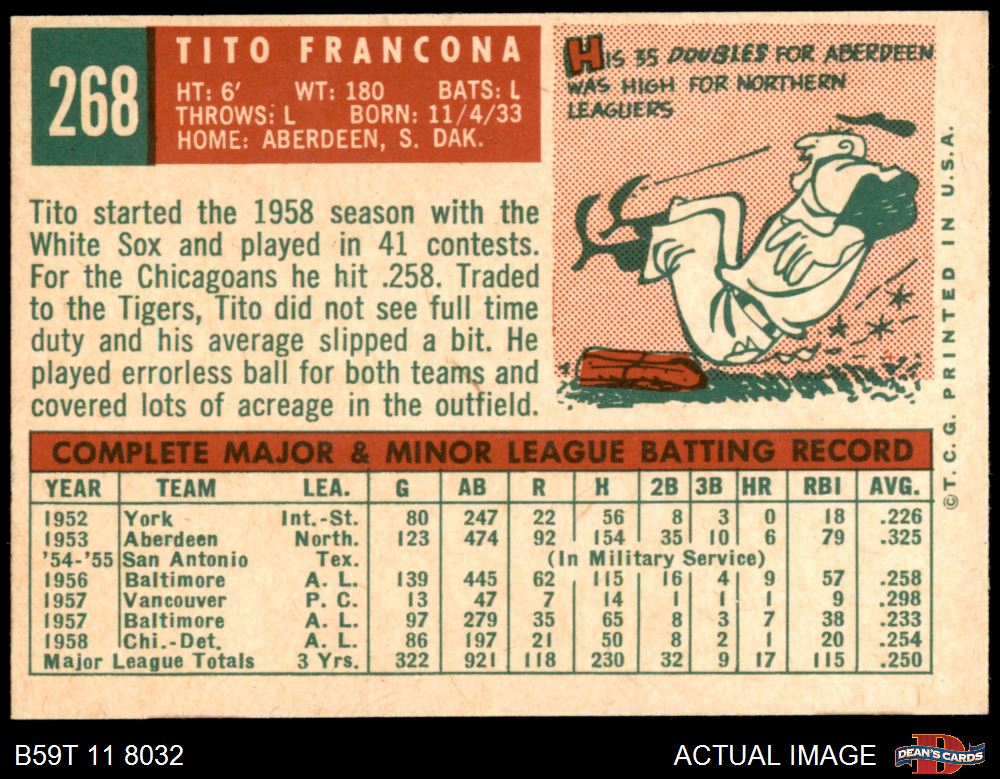 268
TITO FRANCONA
HT: 6' WT: 180 BATS: L
THROWS: L BORN: 11/4/33
HOME: ABERDEEN, S. DAK.
HIS 35 DOUBLES FOR ABERDEEN
WAS HIGH FOR NORTHERN
LEAGUERS
Tito started the 1958 season with the
White Sox and played in 41 contests.
For the Chicagoans he hit .258. Traded
to the Tigers, Tito did not see full time
duty and his average slipped a bit. He
played errorless ball for both teams and
covered lots of acreage in the outfield.
©T.C.G. PRINTED IN U.S.A.
COMPLETE MAJOR & MINOR LEAGUE BATTING RECORD
YEAR TEAM LEA. G AB R H 2B 3B HR RBI AVG.
1952 York Int.-St. 80 247 22 56 8 3 0 18 .226
1953 Aberdeen North. 123 474 92 154 35 10 6 79 .325
'54-'55 San Antonio Tex. (In Military Service)
1956 Baltimore A. L. 139 445 62 115 16 4 9 57 .258
1957 Vancouver P. C. 13 47 7 14 1 1 1 9 .298
1957 Baltimore A. L. 97 279 35 65 8 3 7 38 .233
1958 Chi.-Det. A. L. 86 197 21 50 8 2 1 20 .254
Major League Totals 3 Yrs. 322 921 118 230 32 9 17 115 .250
B59T 11 8032
ACTUAL IMAGE
DEAN'S CARDS